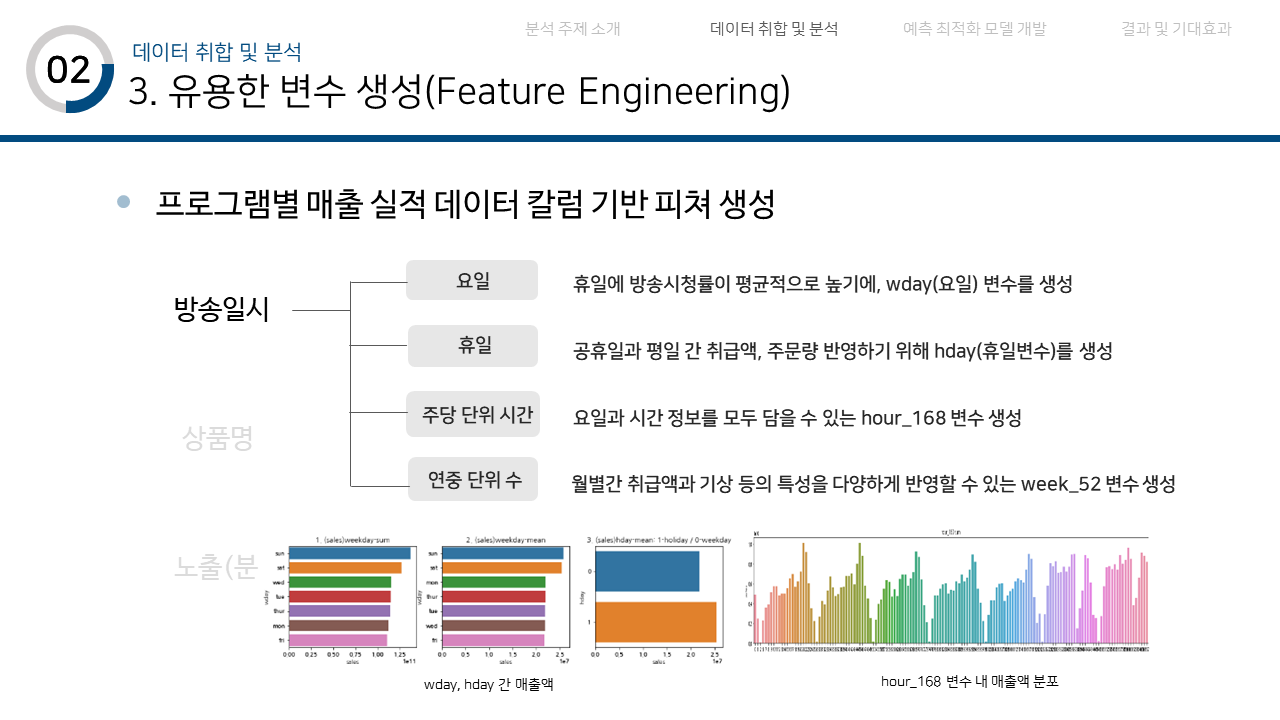 분석 주제 소개
데이터 취합 및 분석
예측 최적화 모델 개발
결과 및 기대효과
02
데이터 취합 및 분석
3. 유용한 변수 생성(Feature Engineering)
프로그램별 매출 실적 데이터 칼럼 기반 피쳐 생성
방송일시
요일
휴일에 방송시청률이 평균적으로 높기에, wday(요일) 변수를 생성
휴일
공휴일과 평일 간 취급액, 주문량 반영하기 위해 hday(휴일변수)를 생성
주당 단위 시간
요일과 시간 정보를 모두 담을 수 있는 hour_168 변수 생성
상품명
연중 단위 수
월별간 취급액과 기상 등의 특성을 다양하게 반영할 수 있는 week_52 변수 생성
노출(분
1. (sales)weekday-sum
sun
sat
wed
tue
thur
mon
fri
wday
0.00 0.25 0.50 0.75 1.00 1.25
1e11
sales
2. (sales)weekday-mean
sun
sat
mon
thur
tue
wed
fri
wday
0.0 0.5 1.0 1.5 2.0 2.5
1e7
sales
3. (sales)hday-mean: 1-holiday / 0-weekday
0
1
hday
0.0 0.5 1.0 1.5 2.0 2.5
1e7
sales
wday, hday 간 매출액
hour_168 변수 내 매출액 분포